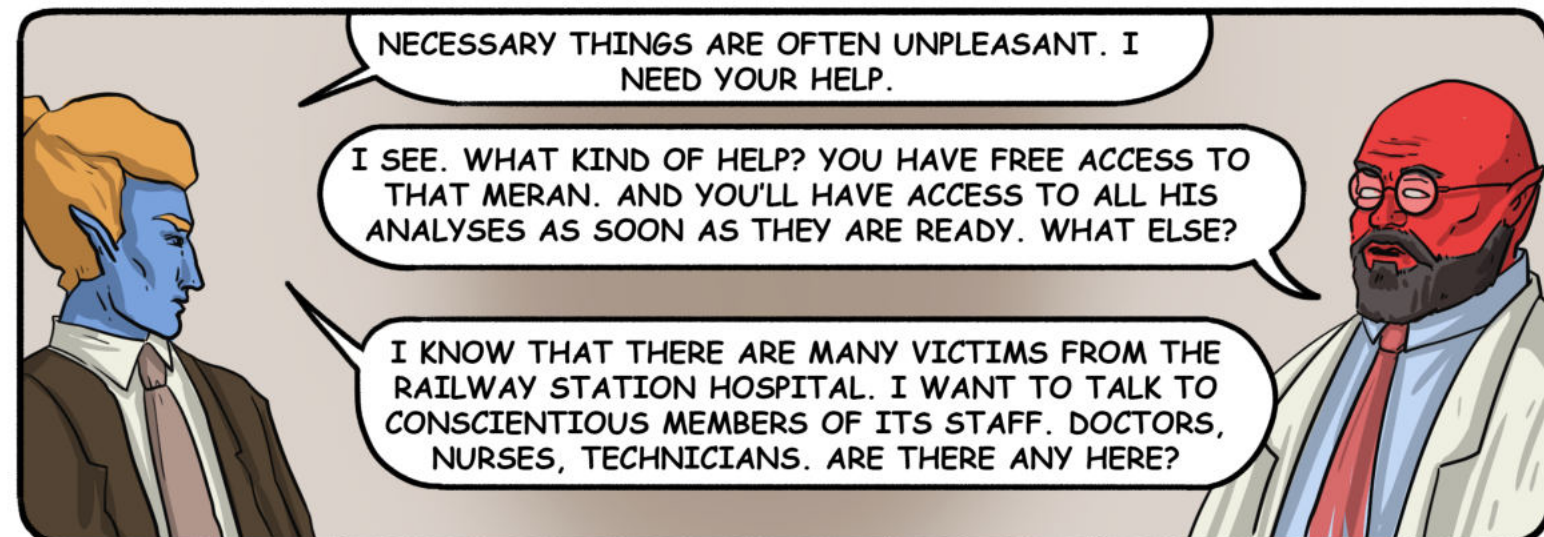 NECESSARY THINGS ARE OFTEN UNPLEASANT. I
NEED YOUR HELP.
I SEE. WHAT KIND OF HELP? YOU HAVE FREE ACCESS TO
THAT MERAN. AND YOU'LL HAVE ACCESS TO ALL HIS
ANALYSES AS SOON AS THEY ARE READY. WHAT ELSE?
I KNOW THAT THERE ARE MANY VICTIMS FROM THE
RAILWAY STATION HOSPITAL. I WANT TO TALK TO
CONSCIENTIOUS MEMBERS OF ITS STAFF. DOCTORS,
NURSES, TECHNICIANS. ARE THERE ANY HERE?